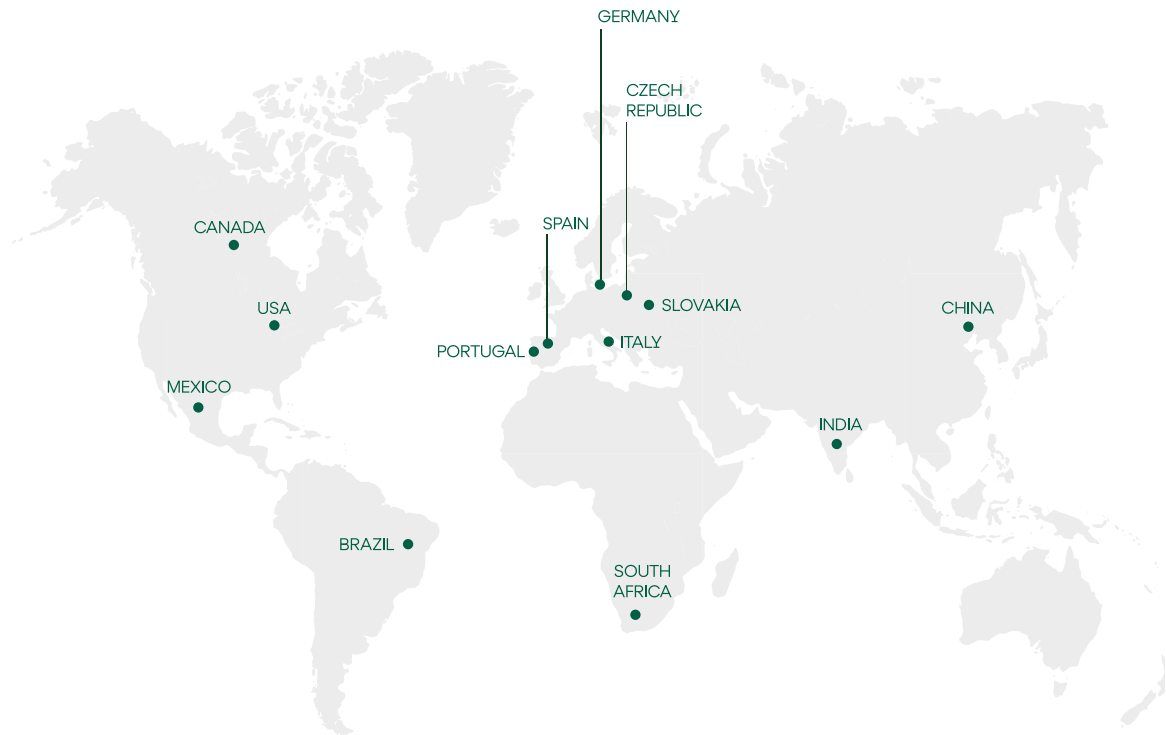 GERMANY
CZECH
REPUBLIC
SPAIN
CANADA
USA
SLOVAKIA
CHINA
ITALY
PORTUGAL
MEXICO
INDIA
BRAZIL
SOUTH
AFRICA